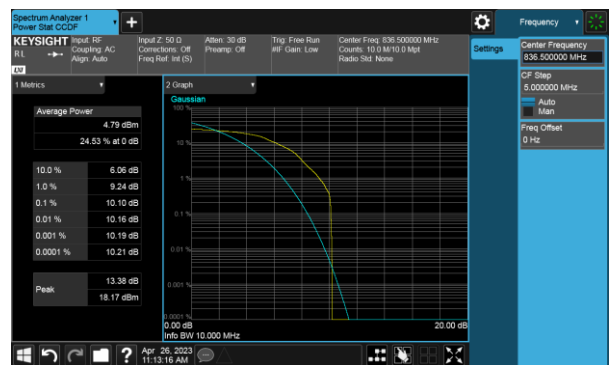 Spectrum Analyzer 1
Power Stat CCDF
Frequency
KEYSIGHT
RL
Input: RF
Coupling: AC
Align: Auto
Input Z: 50 Ω
Corrections: Off
Freq Ref: Int (S)
Atten: 30 dB
Preamp: Off
Trig: Free Run
#IF Gain: Low
Center Freq: 836.500000 MHz
Counts: 10.0 M/10.0 Mpt
Radio Std: None
LXI
1 Metrics
Average Power
4.79 dBm
24.53 % at 0 dB
10.0 % 6.06 dB
1.0 % 9.24 dB
0.1 % 10.10 dB
0.01 % 10.16 dB
0.001 % 10.19 dB
0.0001 % 10.21 dB
Peak
13.38 dB
18.17 dBm
2 Graph
Gaussian
100 %
10 %
1 %
0.1 %
0.01 %
0.001 %
0.0001 %
0.00 dB
20.00 dB
Info BW 10.000 MHz
Settings
Center Frequency
836.500000 MHz
CF Step
5.000000 MHz
Auto
Man
Freq Offset
0 Hz
?
Apr 26, 2023
11:13:16 AM